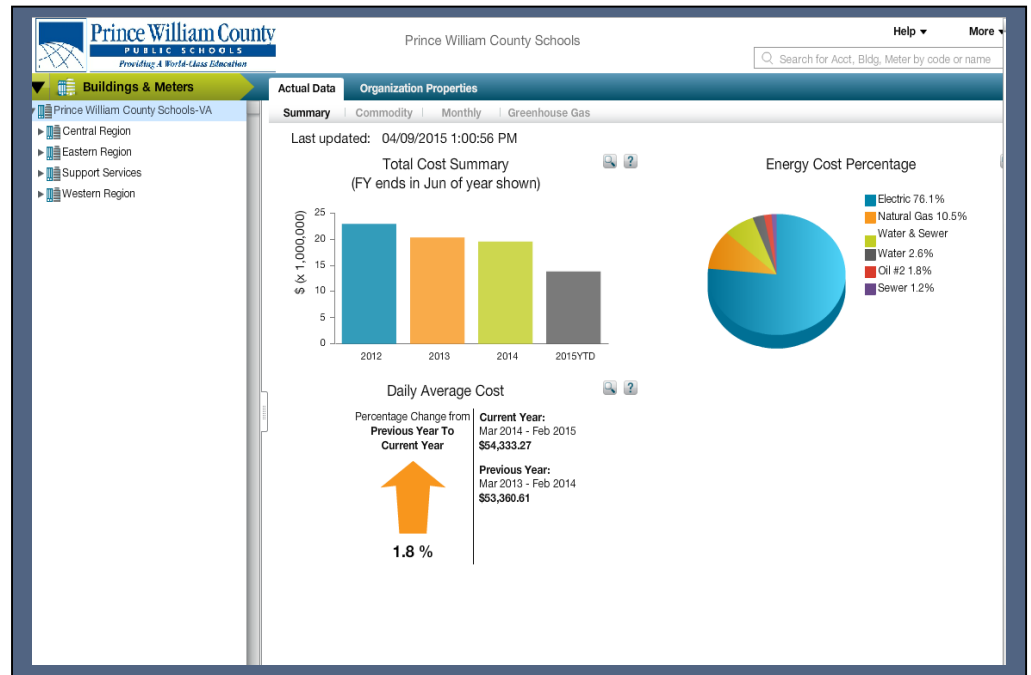 Prince William County
PUBLIC SCHOOLS
Providing A World-Class Education
Prince William County Schools
Help
More
Search for Acct, Bldg, Meter by code or name
Buildings & Meters
Actual Data
Organization Properties
Prince William County Schools-VA
Central Region
Eastern Region
Support Services
Western Region
Summary
Commodity
Monthly
Greenhouse Gas
Last updated: 04/09/2015 1:00:56 PM
Total Cost Summary
(FY ends in Jun of year shown)
?
$ (x 1,000,000)
25
20
15
10
5
0
2012
2013
2014
2015YTD
Energy Cost Percentage
Electric 76.1%
Natural Gas 10.5%
Water & Sewer
Water 2.6%
Oil #2 1.8%
Sewer 1.2%
Daily Average Cost
?
Percentage Change from
Previous Year To
Current Year
1.8 %
Current Year:
Mar 2014 - Feb 2015
$54,333.27
Previous Year:
Mar 2013 - Feb 2014
$53,360.61